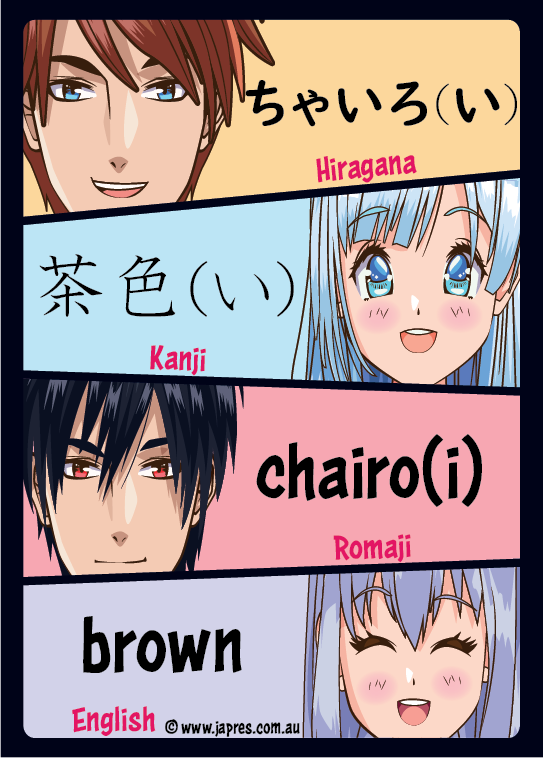 ちゃいろ(い)
Hiragana
茶色(い)
Kanji
chairo(i)
Romaji
brown
English © www.japres.com.au